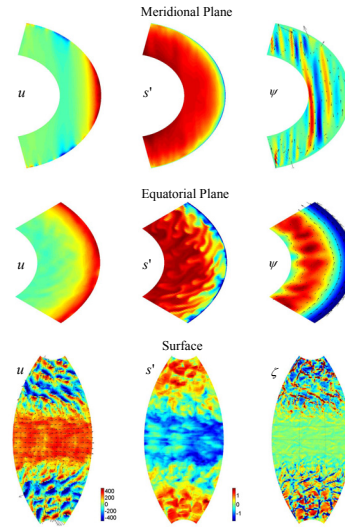 Meridional Plane
u
s'
ψ
Equatorial Plane
u
s'
ψ
Surface
u
s'
ζ
400
200
0
-200
-400
1
0
-1